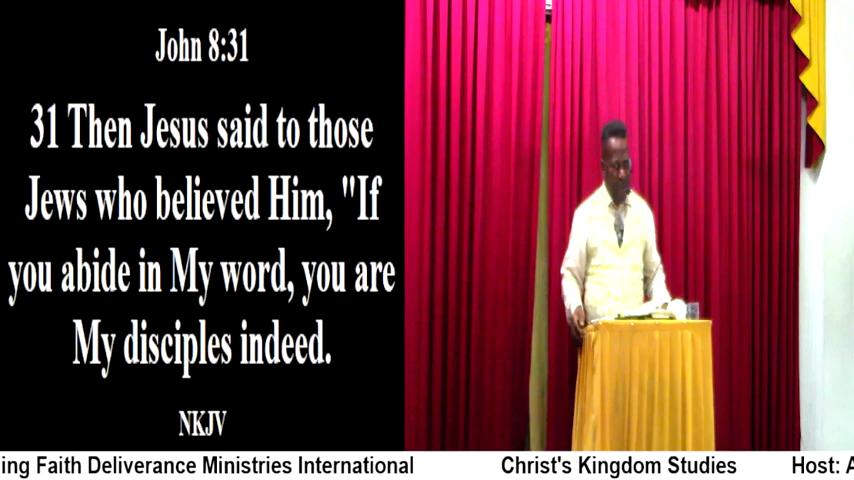 John 8:31
31 Then Jesus said to those
Jews who believed Him, "If
you abide in My word, you are
My disciples indeed.
NKJV
ing Faith Deliverance Ministries International Christ's Kingdom Studies Host: A